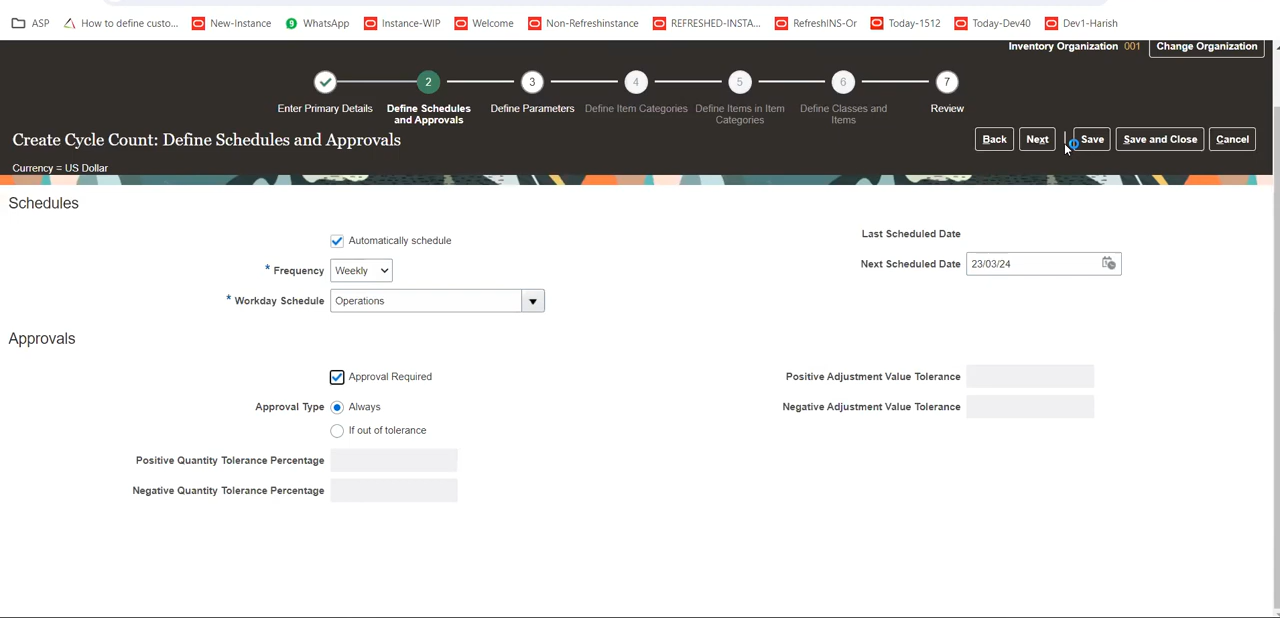 ASP How to define custo... New-Instance WhatsApp Instance-WIP Welcome Non-Refreshinstance REFRESHED-INSTA... RefreshINS-Or Today-1512 Today-Dev40 Dev1-Harish
Inventory Organization 001 Change Organization
2 3 4 5 6 7
Enter Primary Details Define Schedules and Approvals Define Parameters Define Item Categories Define Items in Item Categories Define Classes and Items Review
Create Cycle Count: Define Schedules and Approvals Back Next Save Save and Close Cancel
Currency = US Dollar
Schedules
Automatically schedule Last Scheduled Date
* Frequency Weekly Next Scheduled Date 23/03/24
* Workday Schedule Operations
Approvals
Approval Required Positive Adjustment Value Tolerance
Approval Type Always Negative Adjustment Value Tolerance
If out of tolerance
Positive Quantity Tolerance Percentage
Negative Quantity Tolerance Percentage